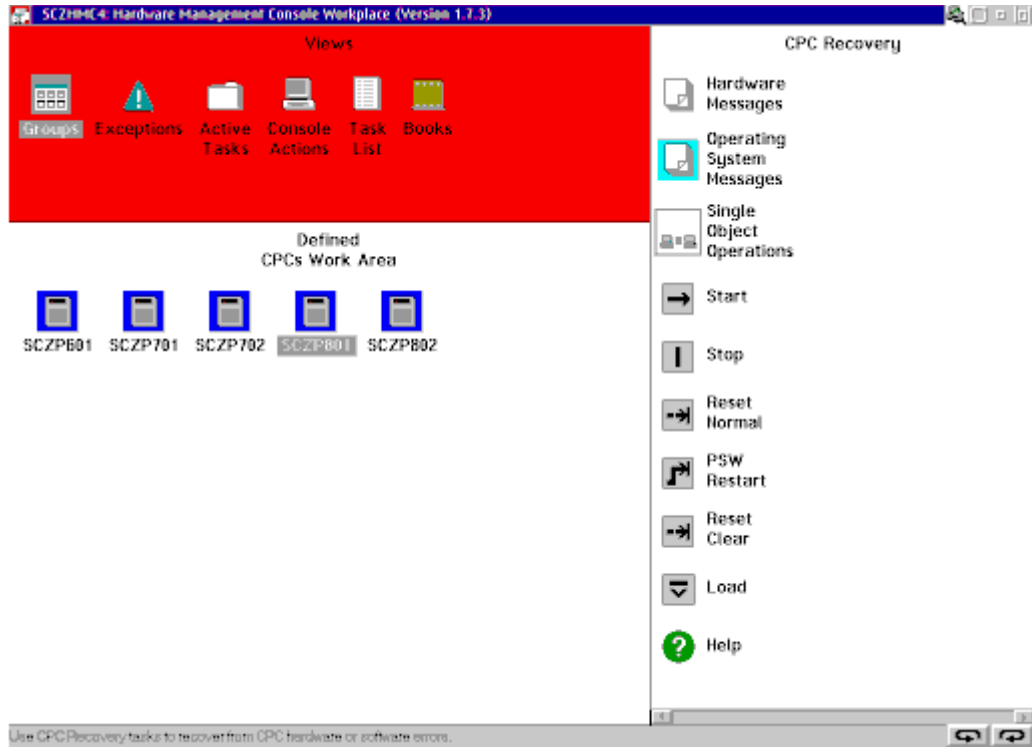 SCZHMC4: Hardware Management Console Workplace (Version 1.7.3)
Views
Groups
Exceptions
Active
Tasks
Console
Actions
Task
List
Books
Defined
CPCs Work Area
SCZP601
SCZP701
SCZP702
SCZP801
SCZP802
CPC Recovery
Hardware
Messages
Operating
System
Messages
Single
Object
Operations
Start
Stop
Reset
Normal
PSW
Restart
Reset
Clear
Load
Help
Use CPC Recovery tasks to recover from CPC hardware or software errors.